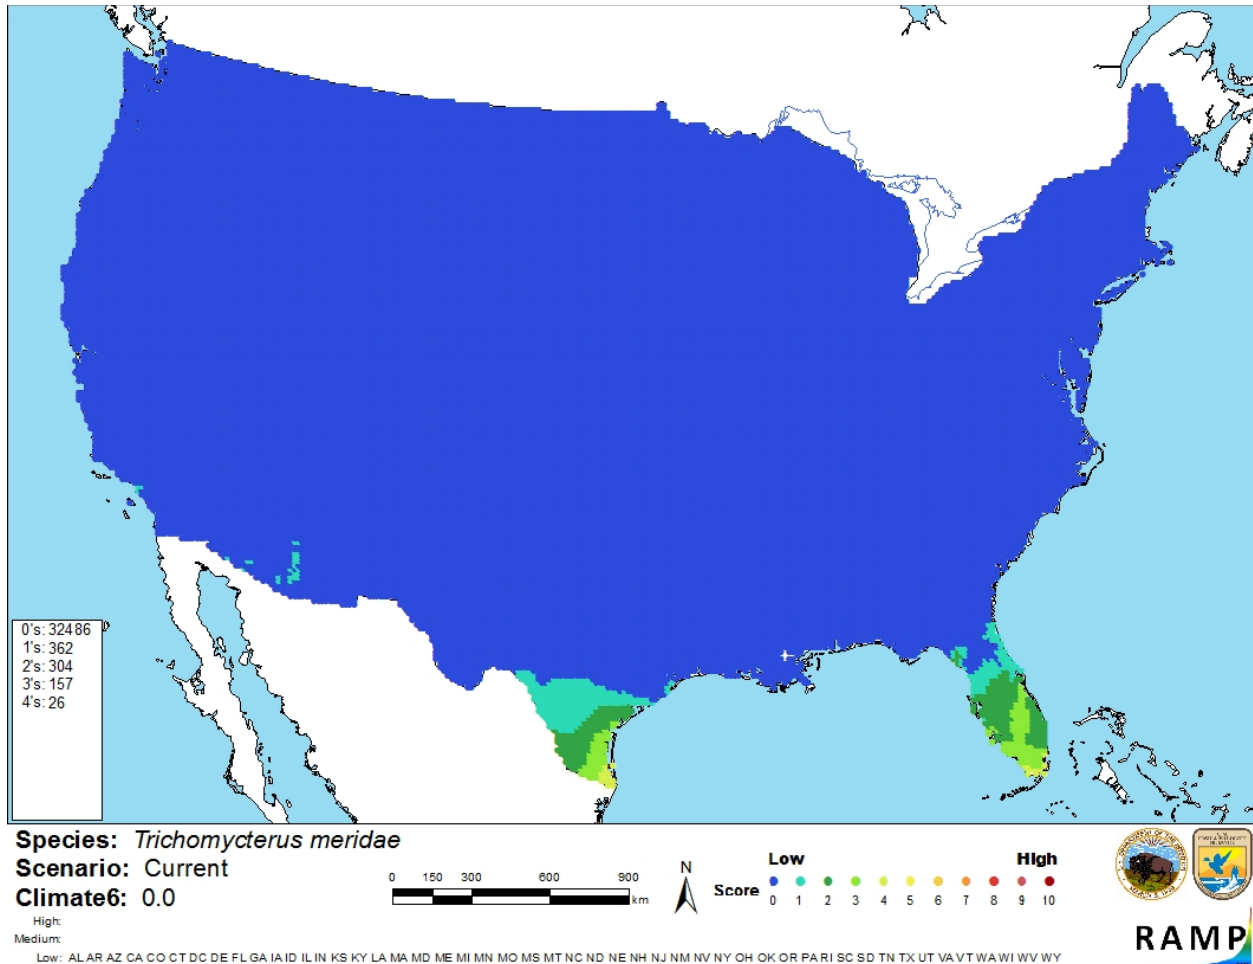 0's: 32486
1's: 362
2's: 304
3's: 157
4's: 26
Species: Trichomycterus meridae
Scenario: Current
Climate6: 0.0
High:
Medium:
Low: AL AR AZ CA CO CT DC DE FL GA IA ID IL IN KS KY LA MA MD ME MI MN MO MS MT NC ND NE NH NJ NM NV NY OH OK OR PA RI SC SD TN TX UT VA VT WA WI WV WY
0 150 300 600 900
km
N
Low High
Score
0 1 2 3 4 5 6 7 8 9 10
RAMP